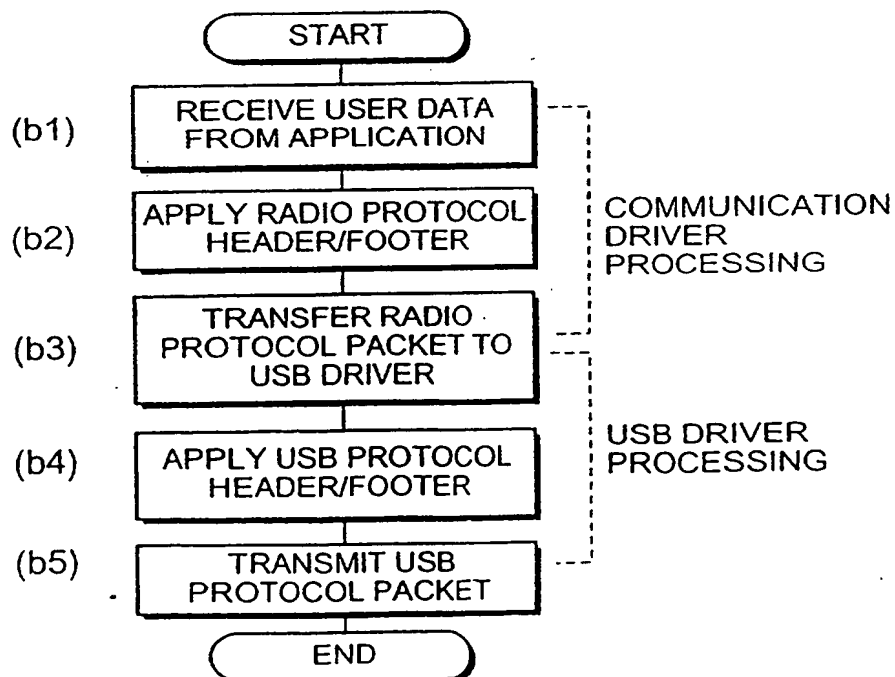 START
(b1)
RECEIVE USER DATA
FROM APPLICATION
(b2)
APPLY RADIO PROTOCOL
HEADER/FOOTER
COMMUNICATION
DRIVER
PROCESSING
(b3)
TRANSFER RADIO
PROTOCOL PACKET TO
USB DRIVER
(b4)
APPLY USB PROTOCOL
HEADER/FOOTER
USB DRIVER
PROCESSING
(b5)
TRANSMIT USB
PROTOCOL PACKET
END